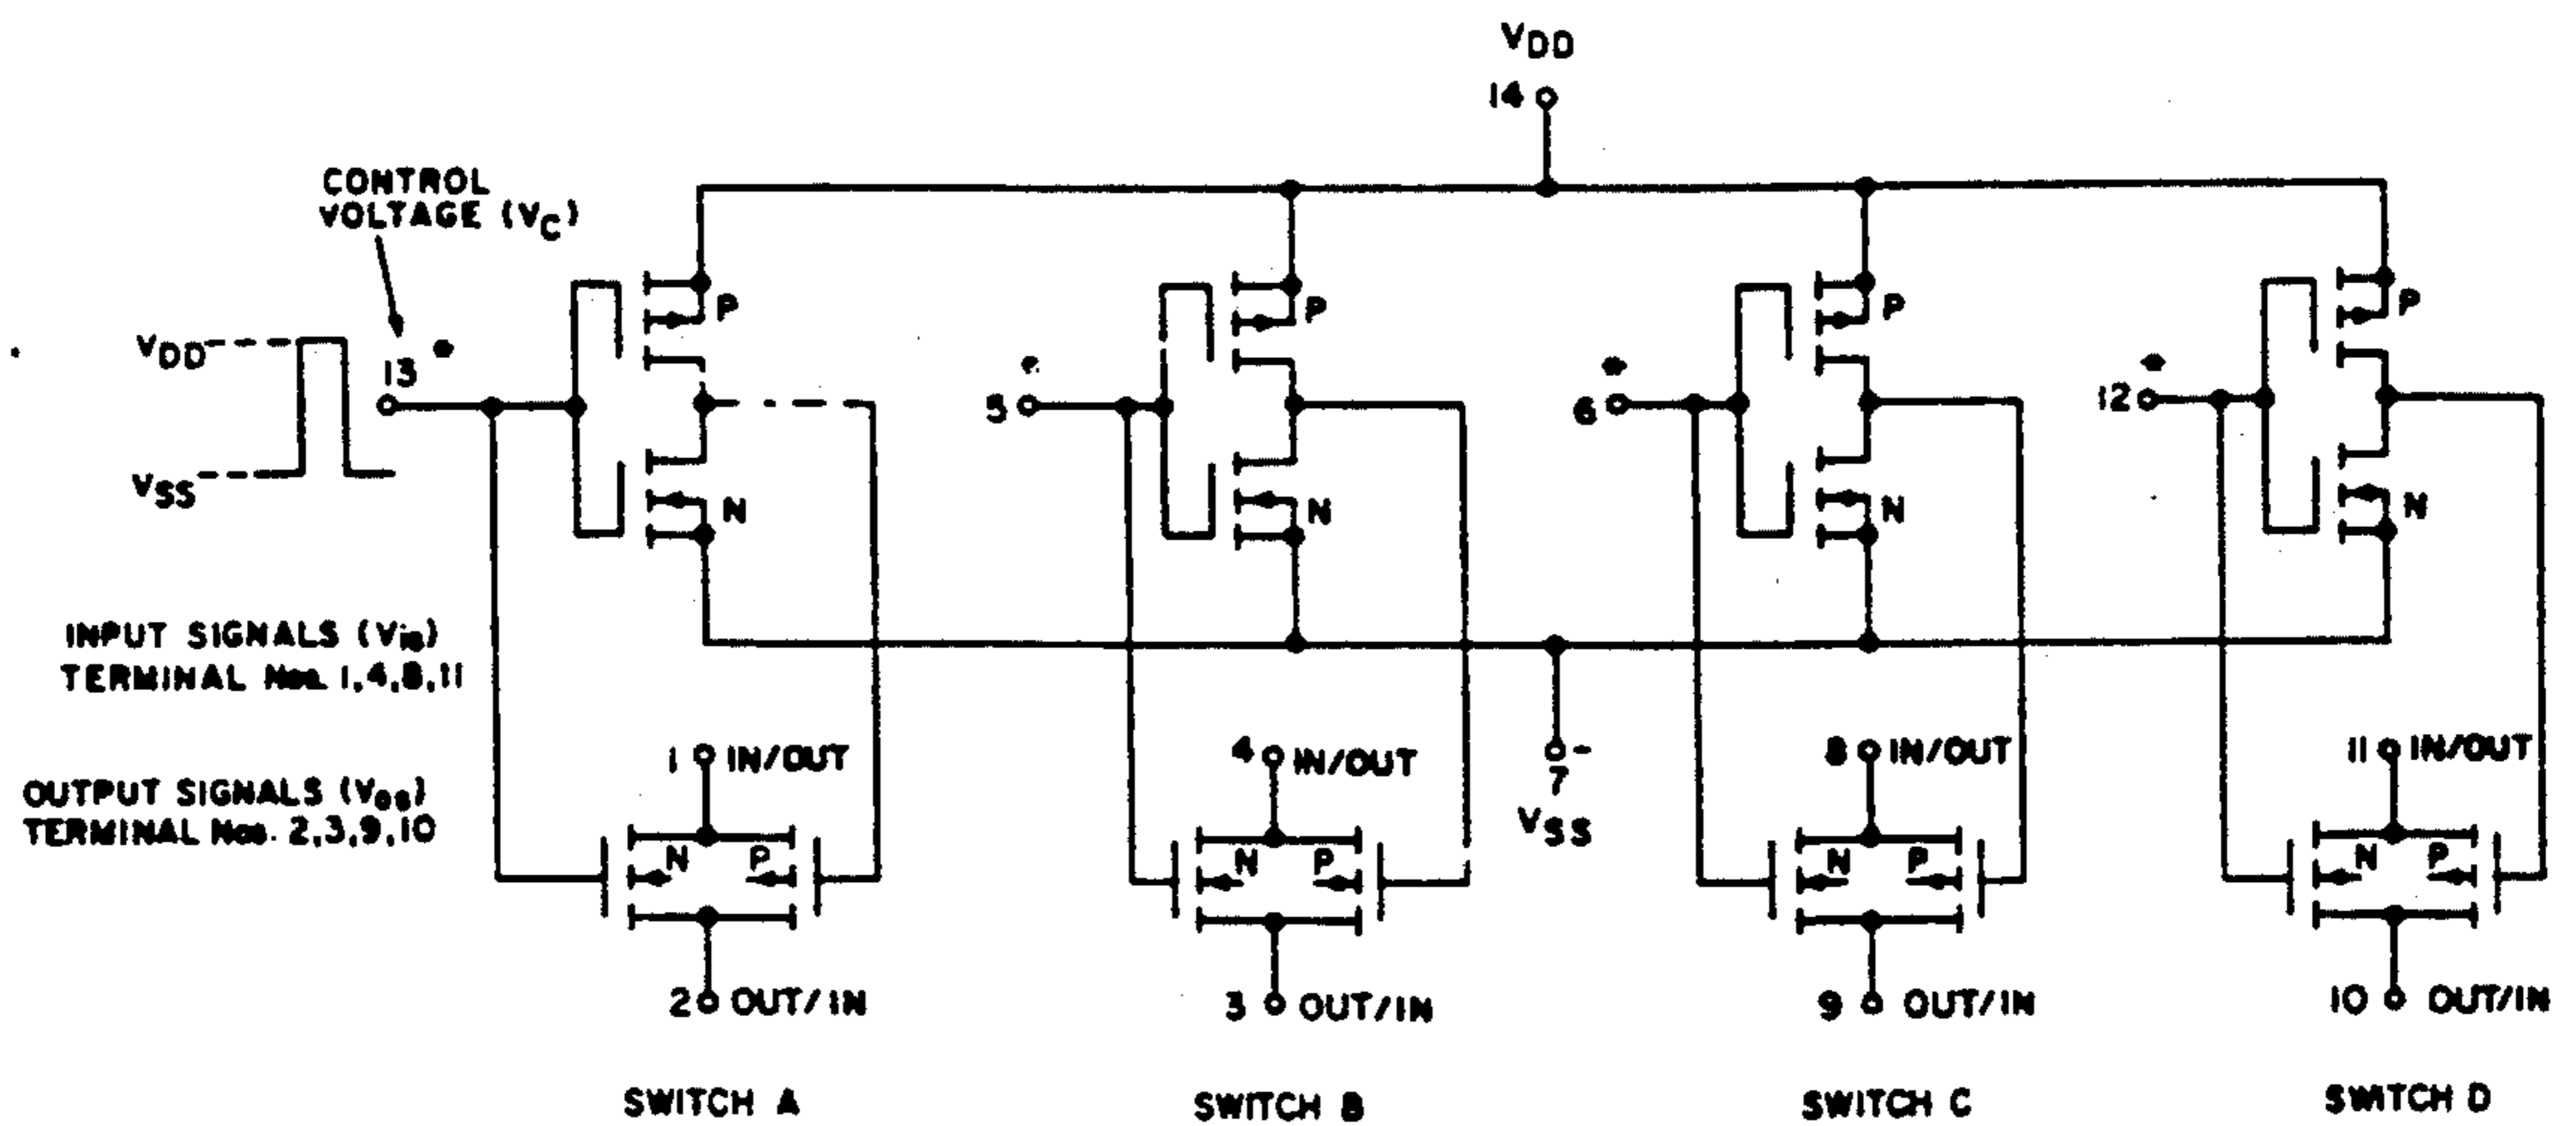 VDD
14
CONTROL
VOLTAGE (VC)
VDD
13 *
VSS
P
N
5 *
P
N
6 *
P
N
12 *
P
N
INPUT SIGNALS (Vis)
TERMINAL Nos. 1,4,8,11
OUTPUT SIGNALS (Vos)
TERMINAL Nos. 2,3,9,10
1 IN/OUT
N P
2 OUT/IN
4 IN/OUT
N P
3 OUT/IN
7
VSS
8 IN/OUT
N P
9 OUT/IN
11 IN/OUT
N P
10 OUT/IN
SWITCH A
SWITCH B
SWITCH C
SWITCH D